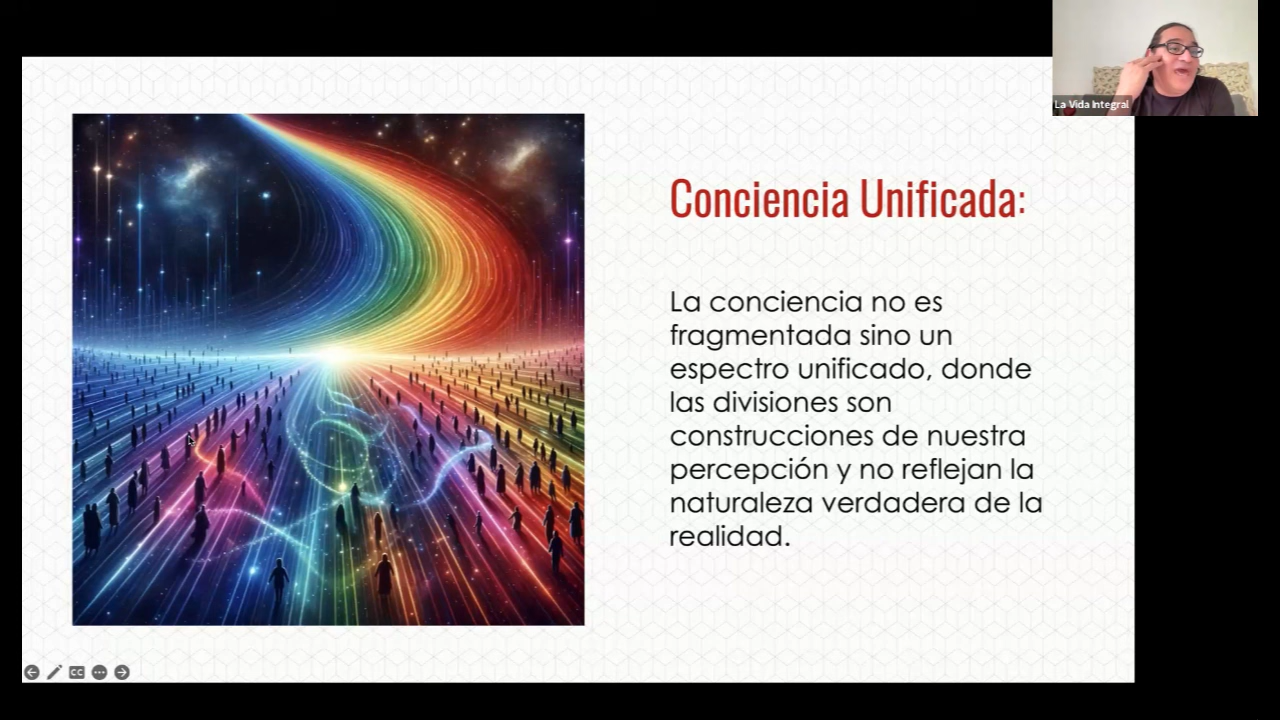 La Vida Integral
Conciencia Unificada:
La conciencia no es
fragmentada sino un
espectro unificado, donde
las divisiones son
construcciones de nuestra
percepción y no reflejan la
naturaleza verdadera de la
realidad.
CC